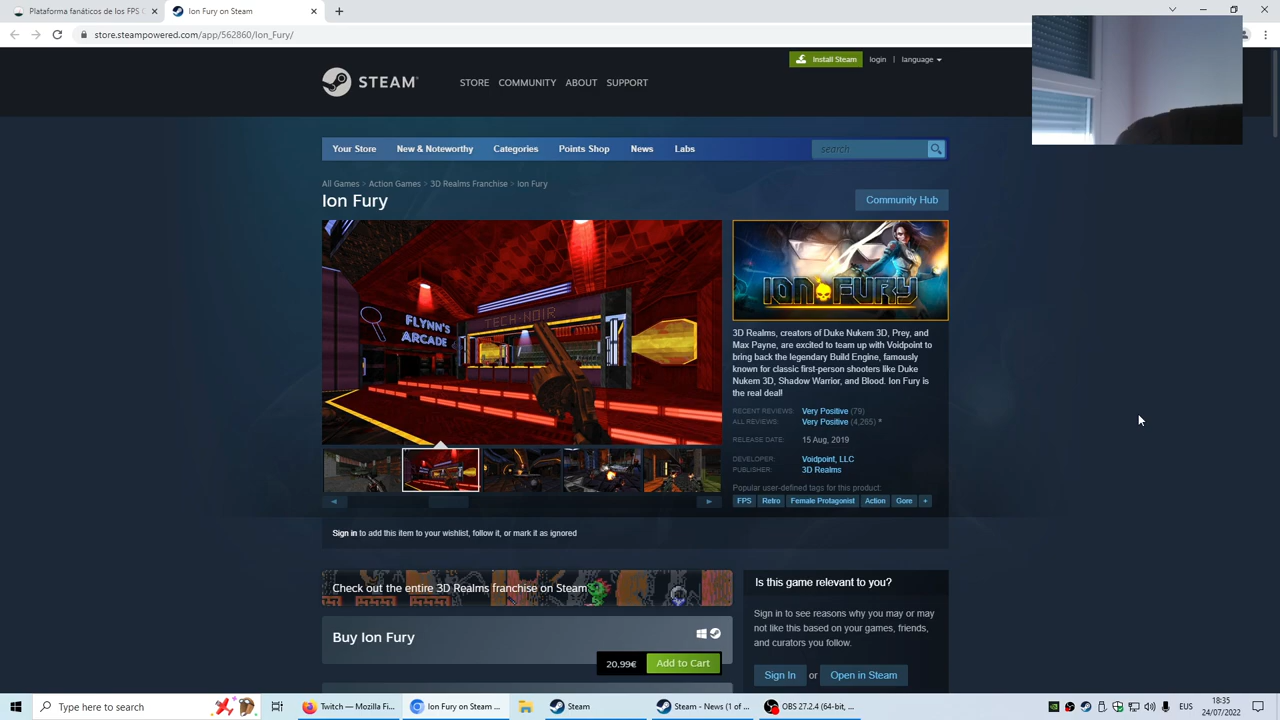 Plataforma fanáticos de los FPS C
Ion Fury on Steam
store.steampowered.com/app/562860/Ion_Fury/
Install Steam
login | language
STEAM
STORE COMMUNITY ABOUT SUPPORT
Your Store New & Noteworthy Categories Points Shop News Labs
search
All Games > Action Games > 3D Realms Franchise > Ion Fury
Ion Fury
Community Hub
FLYNN'S
ARCADE
TECH-NOIR
ION FURY
3D Realms, creators of Duke Nukem 3D, Prey, and
Max Payne, are excited to team up with Voidpoint to
bring back the legendary Build Engine, famously
known for classic first-person shooters like Duke
Nukem 3D, Shadow Warrior, and Blood. Ion Fury is
the real deal!
RECENT REVIEWS: Very Positive (79)
ALL REVIEWS: Very Positive (4,265) *
RELEASE DATE: 15 Aug, 2019
DEVELOPER: Voidpoint, LLC
PUBLISHER: 3D Realms
Popular user-defined tags for this product:
FPS Retro Female Protagonist Action Gore +
Sign in to add this item to your wishlist, follow it, or mark it as ignored
Check out the entire 3D Realms franchise on Steam
Is this game relevant to you?
Sign in to see reasons why you may or may
not like this based on your games, friends,
and curators you follow.
Sign In or Open in Steam
Buy Ion Fury
20,99€ Add to Cart
Type here to search
Twitch — Mozilla Fi...
Ion Fury on Steam -...
Steam
Steam - News (1 of ...
OBS 27.2.4 (64-bit, ...
EUS
18:35
24/07/2022